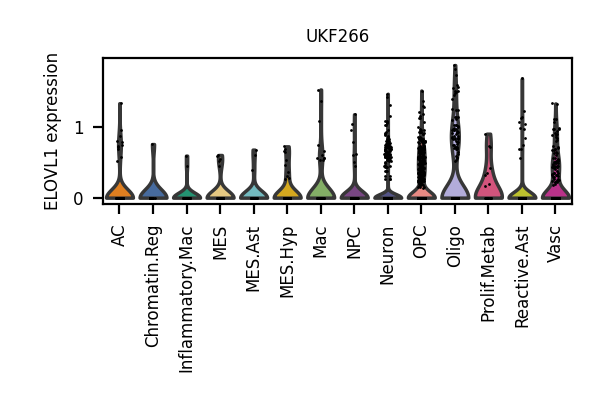 UKF266
ELOVL1 expression
1
0
AC
Chromatin.Reg
Inflammatory.Mac
MES
MES.Ast
MES.Hyp
Mac
NPC
Neuron
OPC
Oligo
Prolif.Metab
Reactive.Ast
Vasc